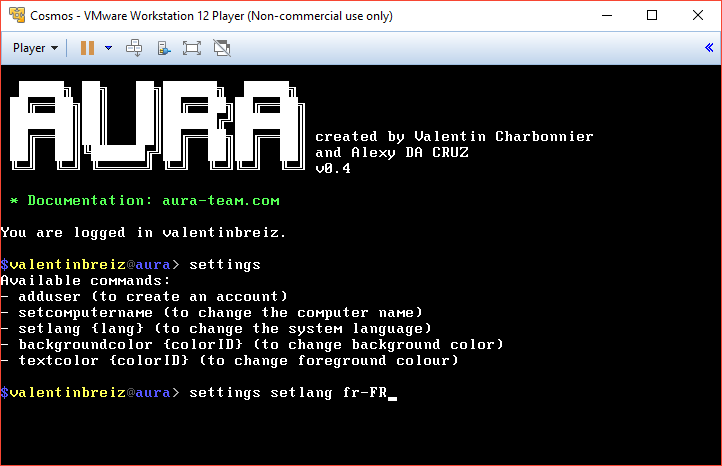 Cosmos - VMware Workstation 12 Player (Non-commercial use only)
Player
AURA
created by Valentin Charbonnier
and Alexy DA CRUZ
v0.4
* Documentation: aura-team.com
You are logged in valentinbreiz.
$valentinbreiz@aura> settings
Available commands:
- adduser (to create an account)
- setcomputername (to change the computer name)
- setlang {lang} (to change the system language)
- backgroundcolor {colorID} (to change background color)
- textcolor {colorID} (to change foreground colour)
$valentinbreiz@aura> settings setlang fr-FR_